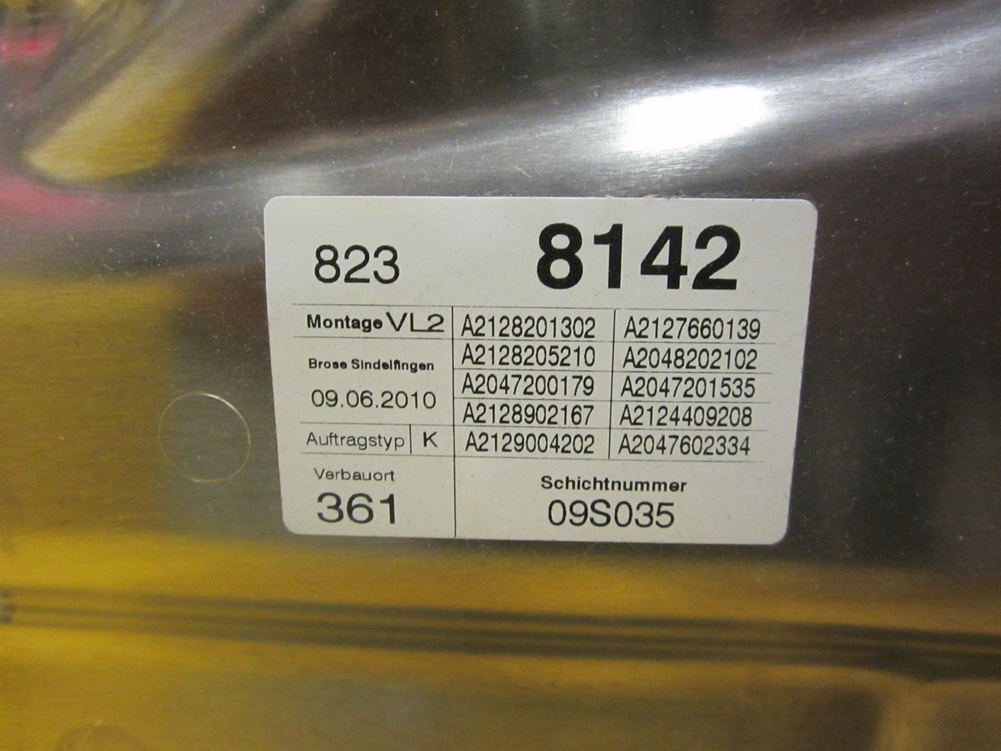 823 8142
Montage VL2 A2128201302 A2127660139
Brose Sindelfingen A2128205210 A2048202102
09.06.2010 A2047200179 A2047201535
A2128902167 A2124409208
Auftragstyp K A2129004202 A2047602334
Verbauort Schichtnummer
361 09S035